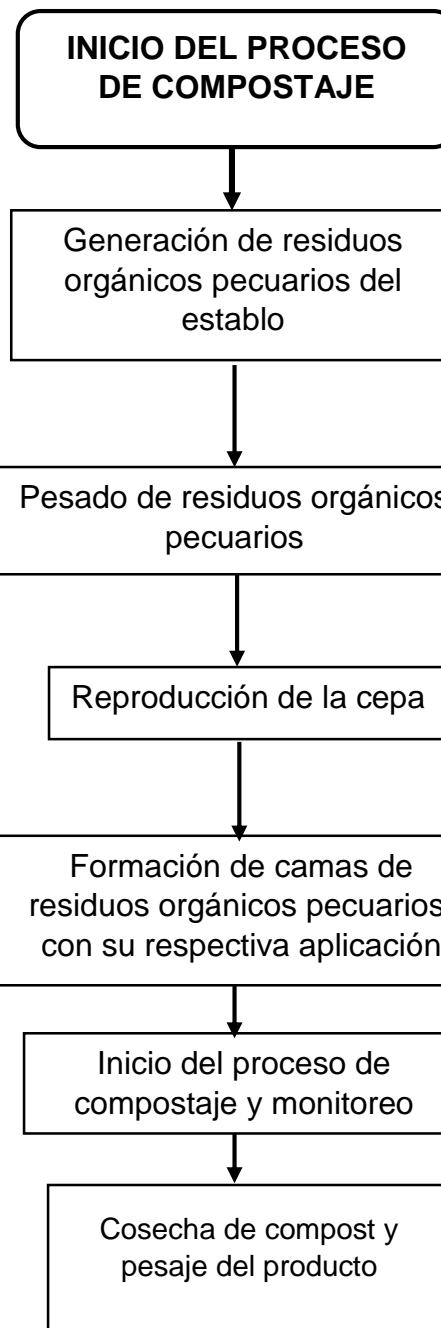 INICIO DEL PROCESO
DE COMPOSTAJE
Generación de residuos
orgánicos pecuarios del
establo
Pesado de residuos orgánicos
pecuarios
Reproducción de la cepa
Formación de camas de
residuos orgánicos pecuarios
con su respectiva aplicación
Inicio del proceso de
compostaje y monitoreo
Cosecha de compost y
pesaje del producto